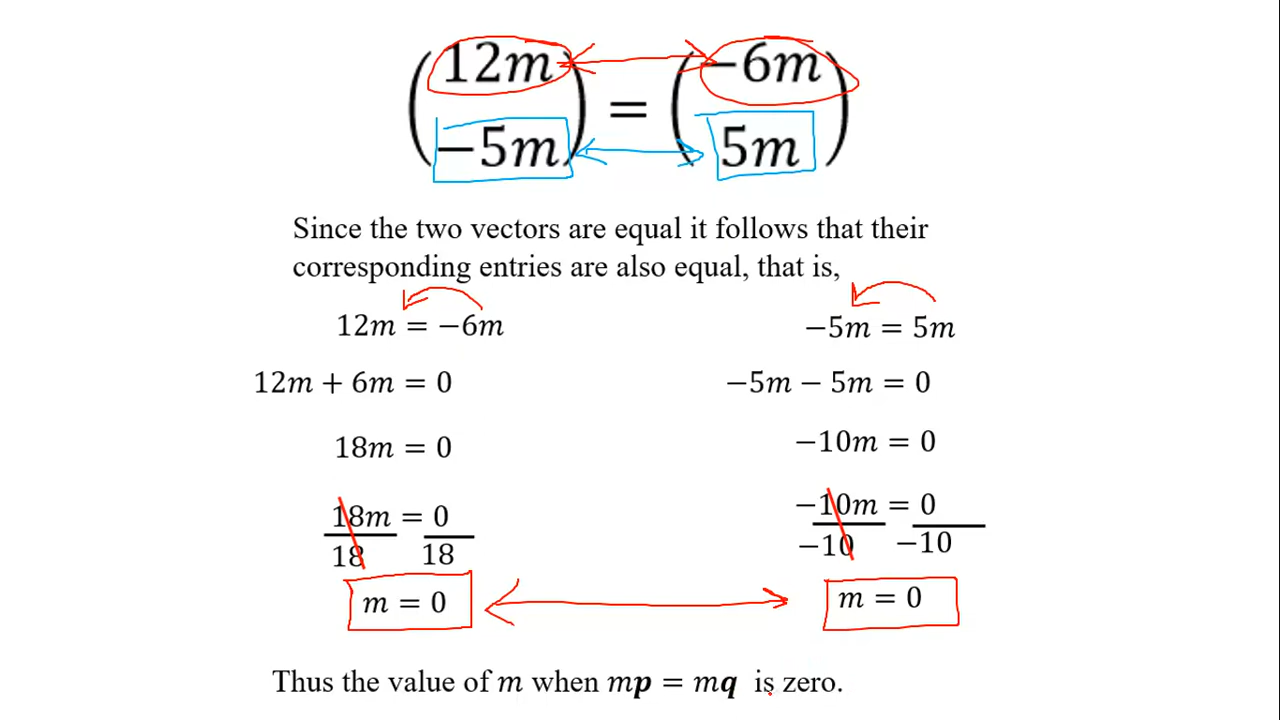 (12m −5m) = (−6m 5m)
Since the two vectors are equal it follows that their
corresponding entries are also equal, that is,
12m = −6m
12m + 6m = 0
18m = 0
18m = 0
18 18
m = 0
−5m = 5m
−5m − 5m = 0
−10m = 0
−10m = 0
−10 −10
m = 0
Thus the value of m when mp = mq is zero.